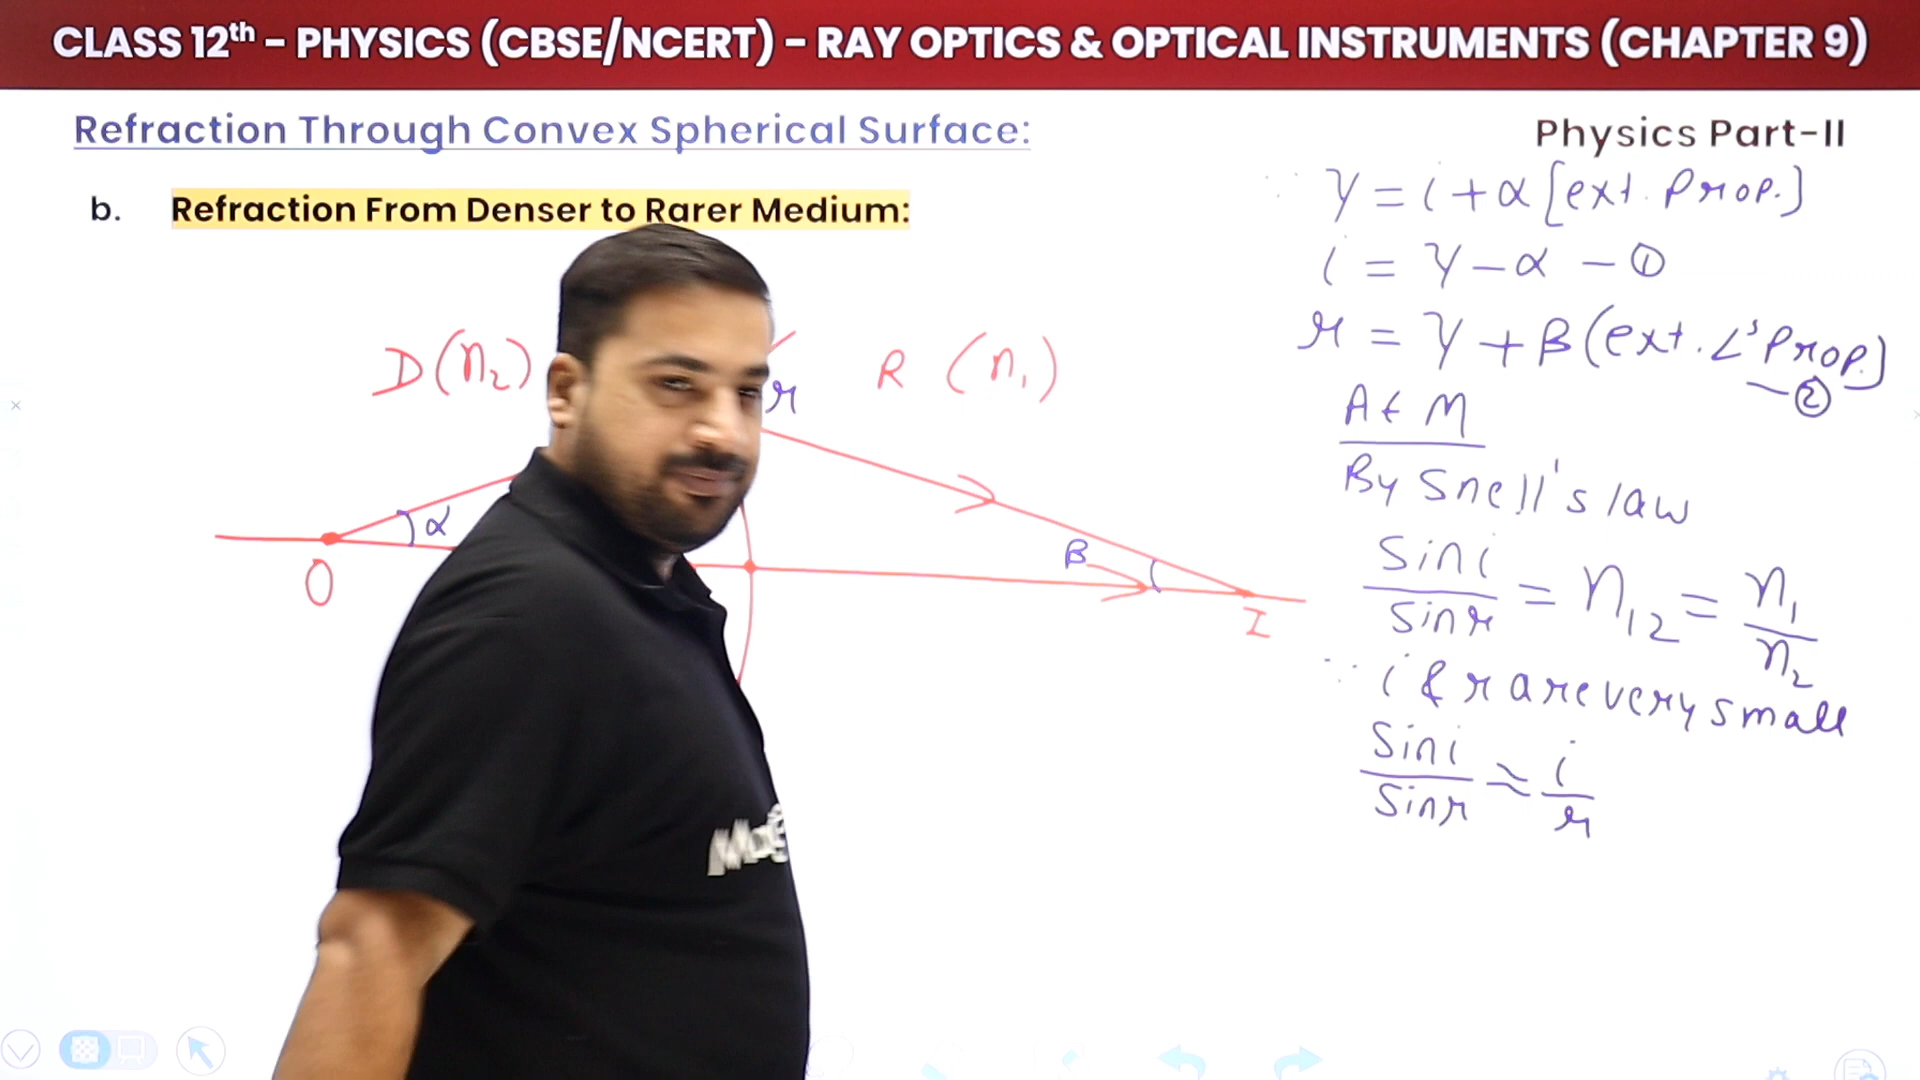 CLASS 12th - PHYSICS (CBSE/NCERT) - RAY OPTICS & OPTICAL INSTRUMENTS (CHAPTER 9)
Refraction Through Convex Spherical Surface:
Physics Part-II
b. Refraction From Denser to Rarer Medium:
γ = i + α [ext. Prop.]
i = γ - α - ①
r = γ + β (ext. ∠'s Prop.)
- ②
At M
By Snell's law
Sin i / Sin r = n12 = n1 / n2
∵ i & r are very small
Sin i / Sin r ≈ i / r
D (n2)
r
R (n1)
α
β
O
I